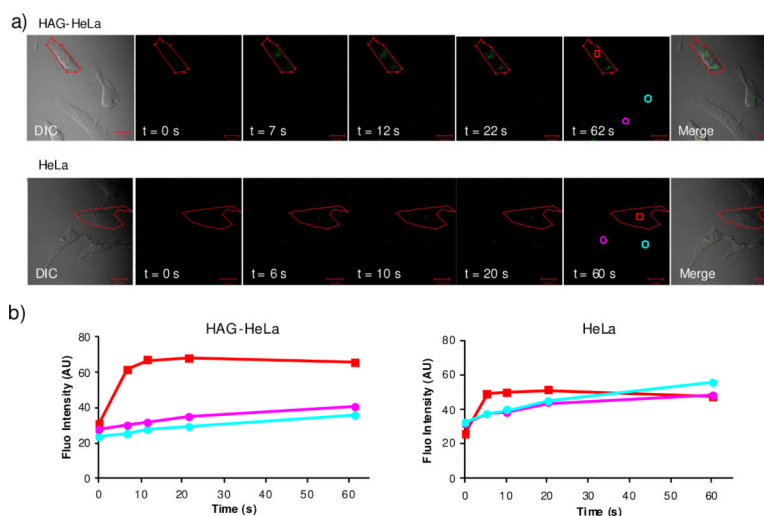 a)
HAG-HeLa
DIC
t = 0 s
t = 7 s
t = 12 s
t = 22 s
t = 62 s
Merge
HeLa
DIC
t = 0 s
t = 6 s
t = 10 s
t = 20 s
t = 60 s
Merge
b)
HAG-HeLa
Fluo Intensity (AU)
80
60
40
20
0
0 10 20 30 40 50 60
Time (s)
HeLa
Fluo Intensity (AU)
80
60
40
20
0
0 10 20 30 40 50 60
Time (s)